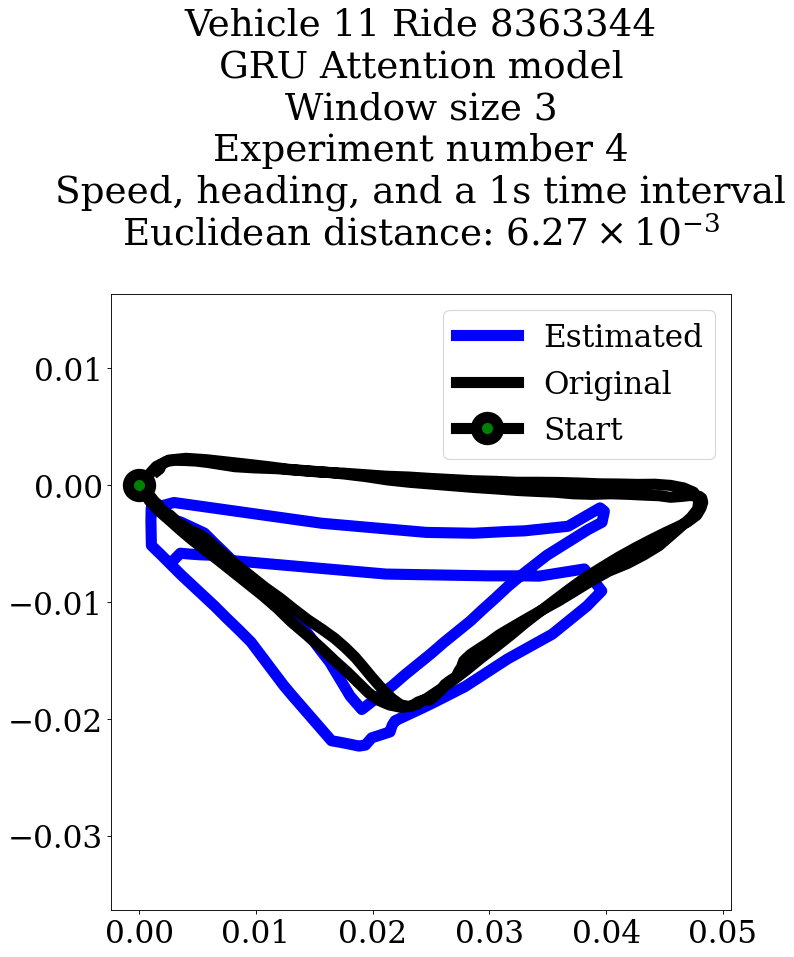 Vehicle 11 Ride 8363344
GRU Attention model
Window size 3
Experiment number 4
Speed, heading, and a 1s time interval
Euclidean distance: 6.27 × 10⁻³
Estimated
Original
Start
0.01
0.00
−0.01
−0.02
−0.03
0.00 0.01 0.02 0.03 0.04 0.05